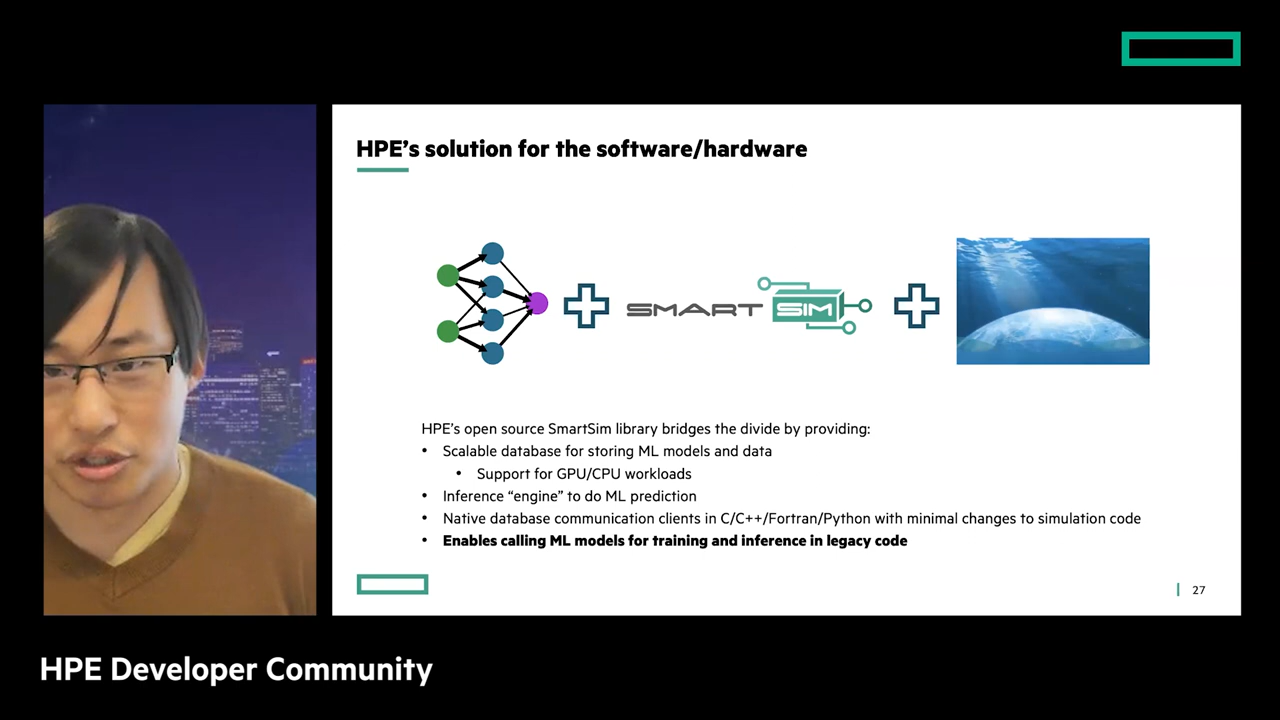 HPE's solution for the software/hardware
SMART SIM
HPE's open source SmartSim library bridges the divide by providing:
• Scalable database for storing ML models and data
• Support for GPU/CPU workloads
• Inference “engine” to do ML prediction
• Native database communication clients in C/C++/Fortran/Python with minimal changes to simulation code
• Enables calling ML models for training and inference in legacy code
27
HPE Developer Community